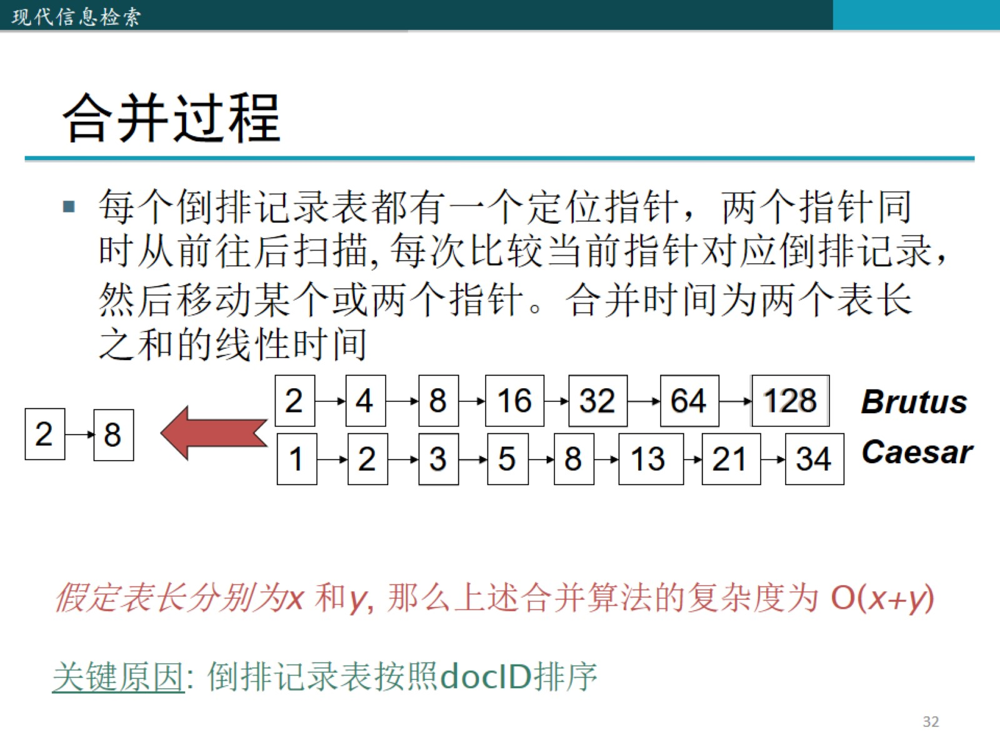 现代信息检索
合并过程
▪ 每个倒排记录表都有一个定位指针，两个指针同
时从前往后扫描, 每次比较当前指针对应倒排记录，
然后移动某个或两个指针。合并时间为两个表长
之和的线性时间
2 4 8 16 32 64 128 Brutus
2 8
1 2 3 5 8 13 21 34 Caesar
假定表长分别为x 和y, 那么上述合并算法的复杂度为 O(x+y)
关键原因: 倒排记录表按照docID排序
32